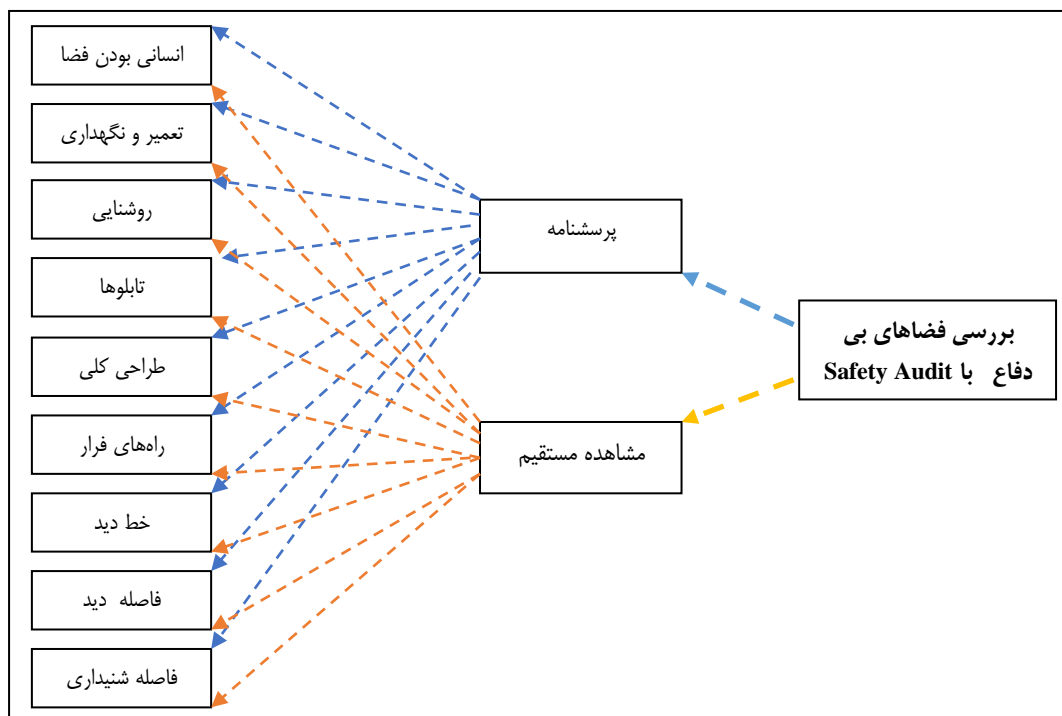 بررسی فضاهای بی
دفاع با Safety Audit
پرسشنامه
مشاهده مستقیم
انسانی بودن فضا
تعمیر و نگهداری
روشنایی
تابلوها
طراحی کلی
راه‌های فرار
خط دید
فاصله دید
فاصله شنیداری